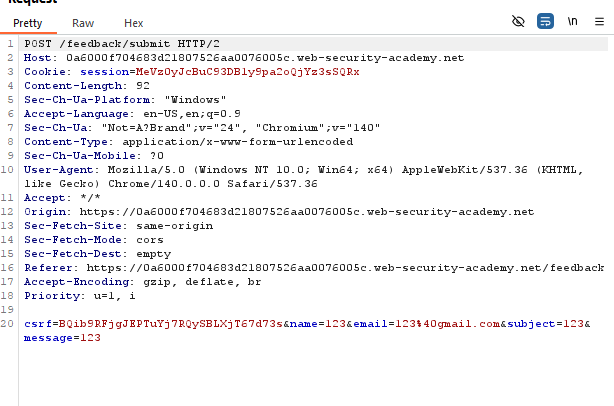 Request
Pretty Raw Hex \n
1 POST /feedback/submit HTTP/2
2 Host: 0a6000f704683d21807526aa0076005c.web-security-academy.net
3 Cookie: session=MeVz0yJcBuC93DB1y9pa2oQjYz3sSQRx
4 Content-Length: 92
5 Sec-Ch-Ua-Platform: "Windows"
6 Accept-Language: en-US,en;q=0.9
7 Sec-Ch-Ua: "Not=A?Brand";v="24", "Chromium";v="140"
8 Content-Type: application/x-www-form-urlencoded
9 Sec-Ch-Ua-Mobile: ?0
10 User-Agent: Mozilla/5.0 (Windows NT 10.0; Win64; x64) AppleWebKit/537.36 (KHTML,
like Gecko) Chrome/140.0.0.0 Safari/537.36
11 Accept: */*
12 Origin: https://0a6000f704683d21807526aa0076005c.web-security-academy.net
13 Sec-Fetch-Site: same-origin
14 Sec-Fetch-Mode: cors
15 Sec-Fetch-Dest: empty
16 Referer: https://0a6000f704683d21807526aa0076005c.web-security-academy.net/feedback
17 Accept-Encoding: gzip, deflate, br
18 Priority: u=1, i
19
20 csrf=BQib9RFjgJEPTuYj7RQySBLXjT67d73s&name=123&email=123%40gmail.com&subject=123&
message=123